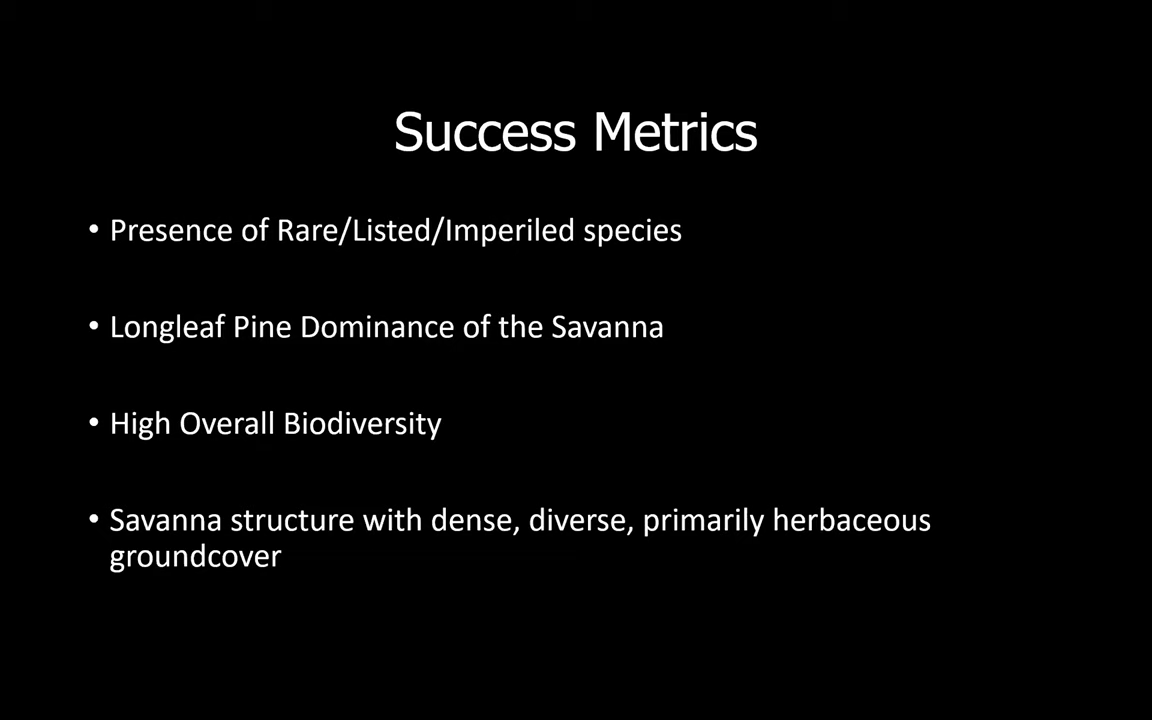 Success Metrics
• Presence of Rare/Listed/Imperiled species
• Longleaf Pine Dominance of the Savanna
• High Overall Biodiversity
• Savanna structure with dense, diverse, primarily herbaceous
groundcover